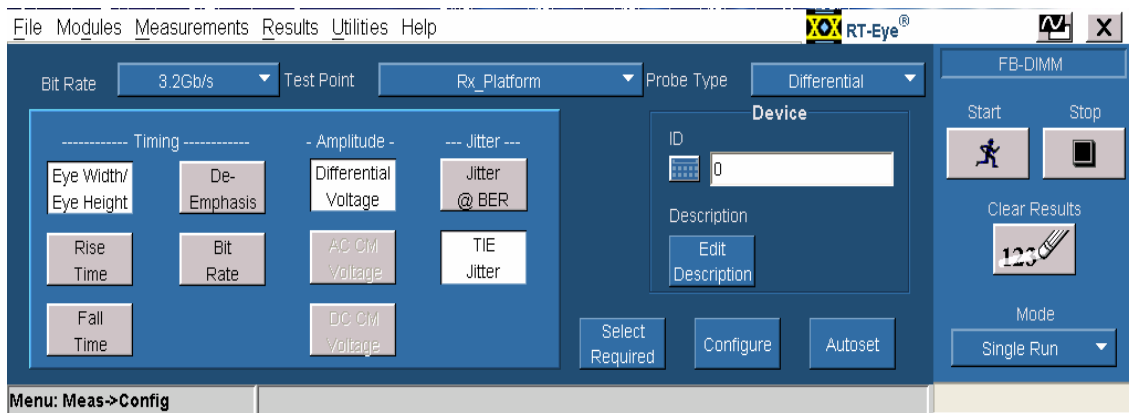 File Modules Measurements Results Utilities Help RT-Eye® X
Bit Rate 3.2Gb/s Test Point Rx_Platform Probe Type Differential
FB-DIMM
------------ Timing ------------
Eye Width/
Eye Height
De-
Emphasis
Rise
Time
Bit
Rate
Fall
Time
- Amplitude -
Differential
Voltage
AC CM
Voltage
DC CM
Voltage
--- Jitter ---
Jitter
@ BER
TIE
Jitter
Device
ID
0
Description
Edit
Description
Select
Required
Configure
Autoset
Start Stop
Clear Results
123
Mode
Single Run
Menu: Meas->Config